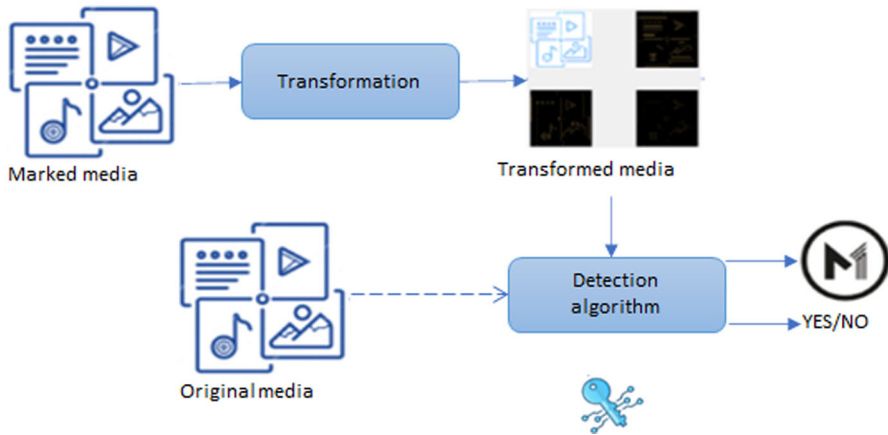 Transformation
Marked media
Transformed media
Detection
algorithm
M
YES/NO
Original media